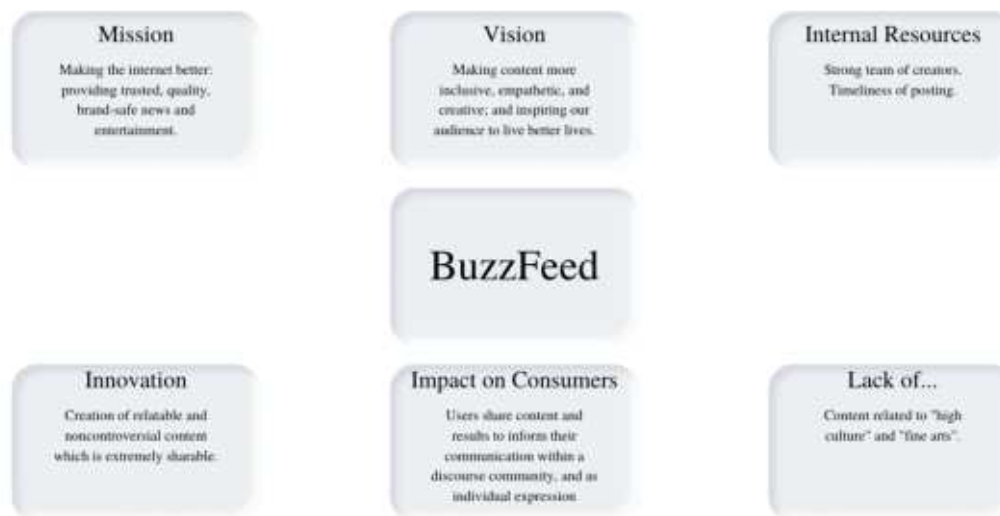 Mission
Making the internet better:
providing trusted, quality,
brand-safe news and
entertainment.
Vision
Making content more
inclusive, empathetic, and
creative; and inspiring our
audience to live better lives.
Internal Resources
Strong team of creators.
Timeliness of posting.
BuzzFeed
Innovation
Creation of relatable and
noncontroversial content
which is extremely sharable.
Impact on Consumers
Users share content and
results to inform their
communication within a
discourse community, and as
individual expression
Lack of...
Content related to "high
culture" and "fine arts".